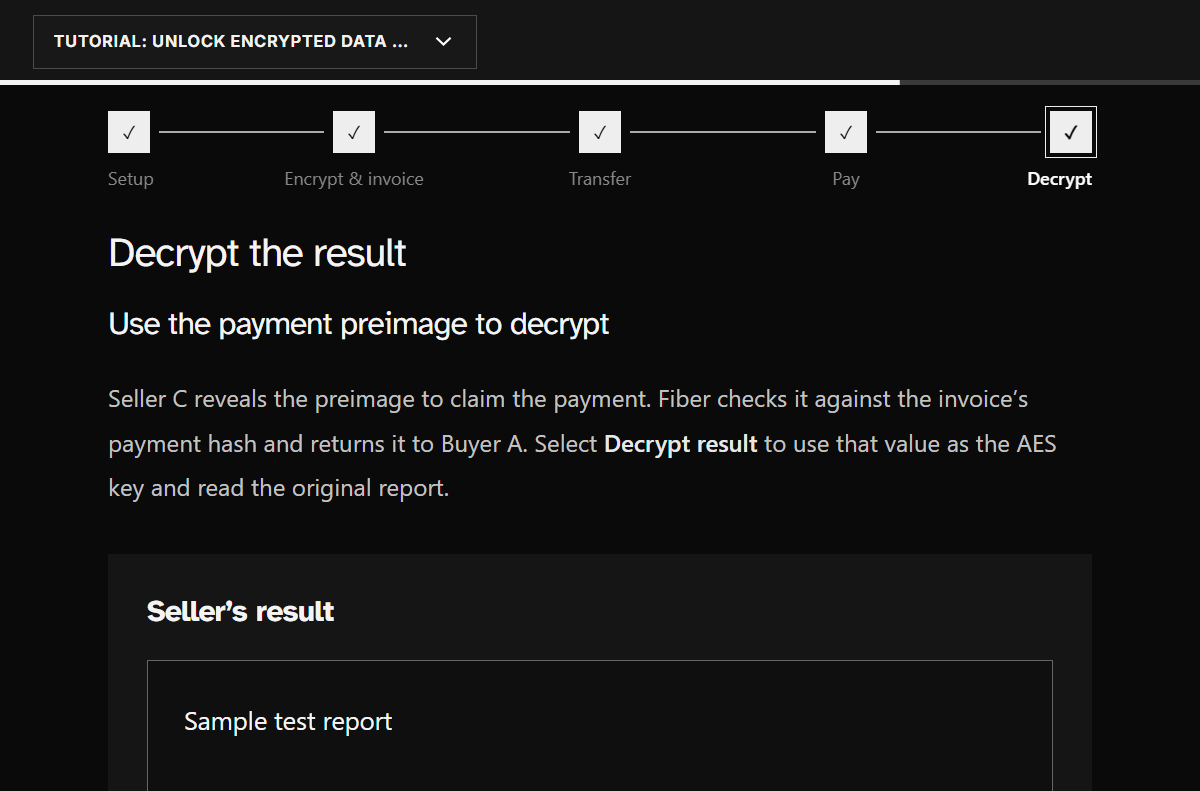 TUTORIAL: UNLOCK ENCRYPTED DATA ...
Setup
Encrypt & invoice
Transfer
Pay
Decrypt
Decrypt the result
Use the payment preimage to decrypt
Seller C reveals the preimage to claim the payment. Fiber checks it against the invoice’s
payment hash and returns it to Buyer A. Select Decrypt result to use that value as the AES
key and read the original report.
Seller’s result
Sample test report